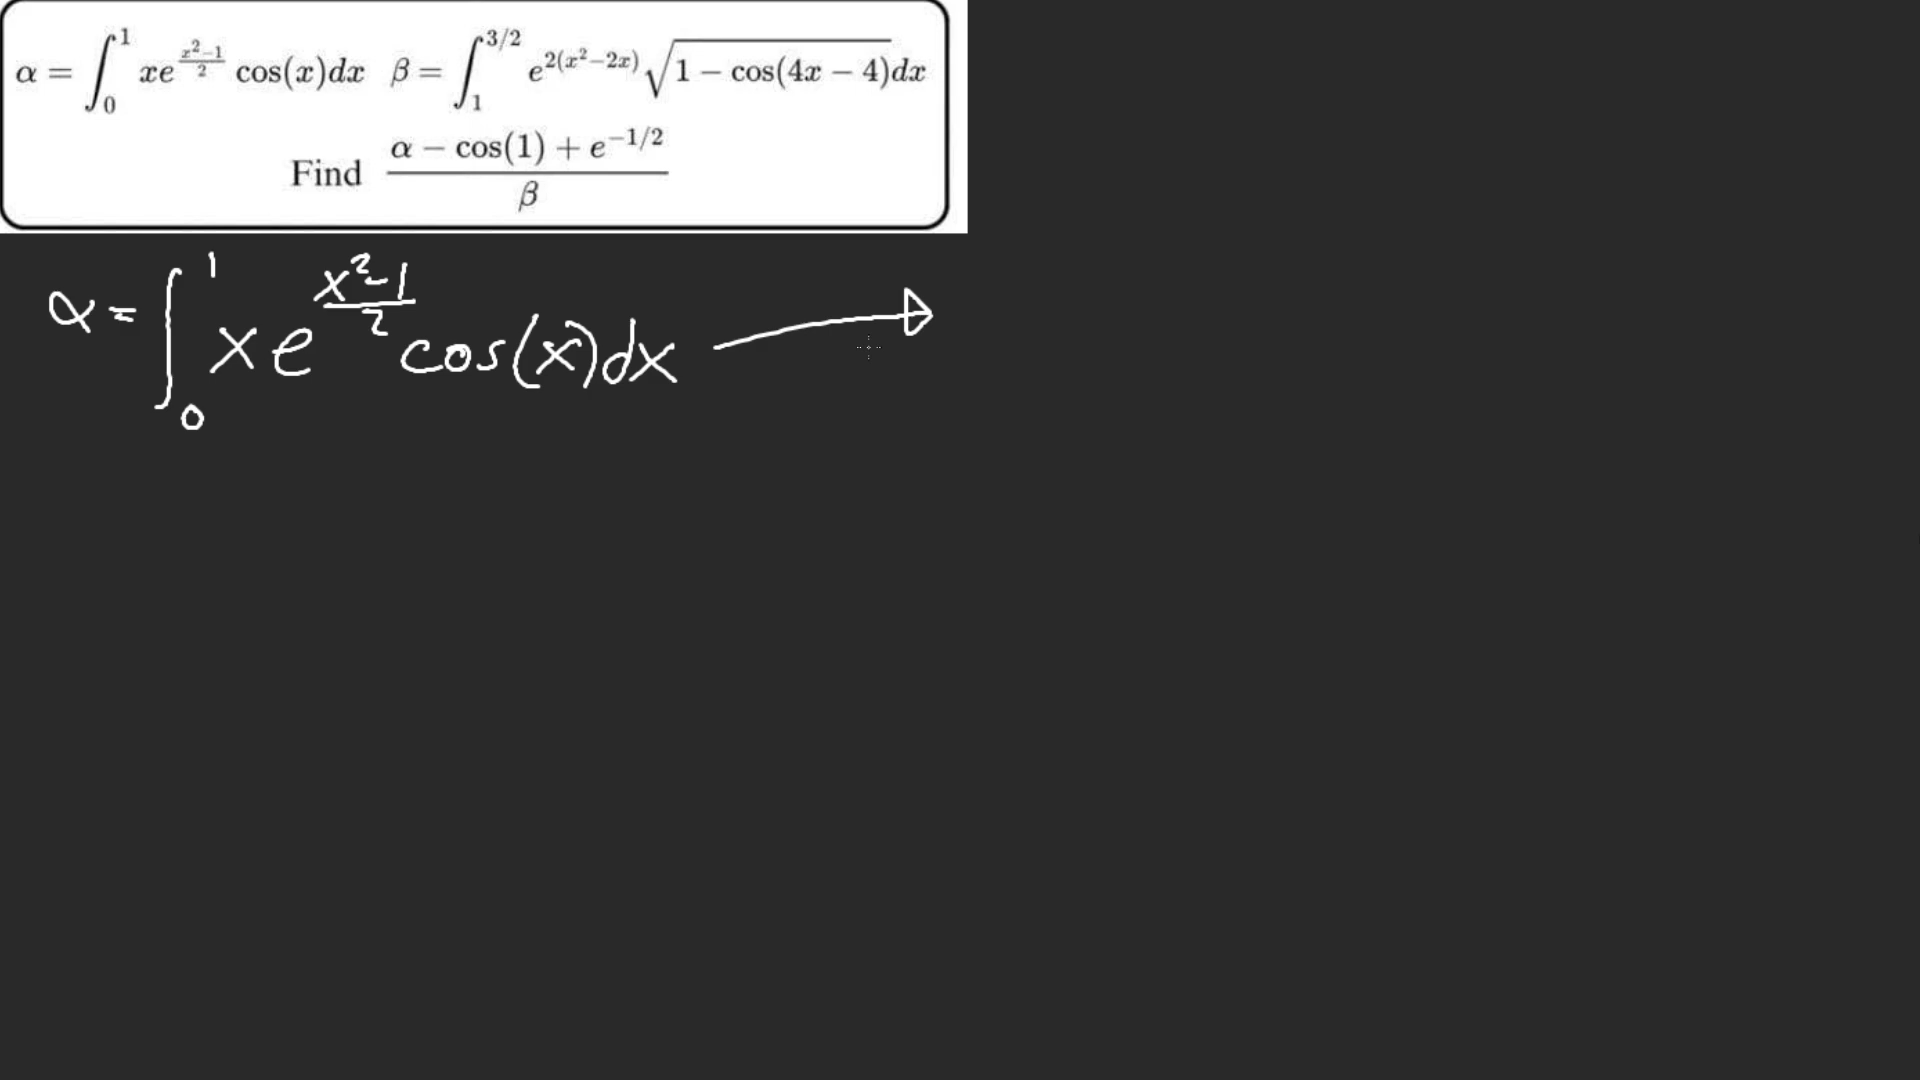 α = ∫₀¹ xe^((x²−1)/2) cos(x)dx   β = ∫₁^(3/2) e^(2(x²−2x)) √(1 − cos(4x − 4)) dx
Find (α − cos(1) + e^(−1/2)) / β
α = ∫₀¹ x e^((x²−1)/2) cos(x)dx →